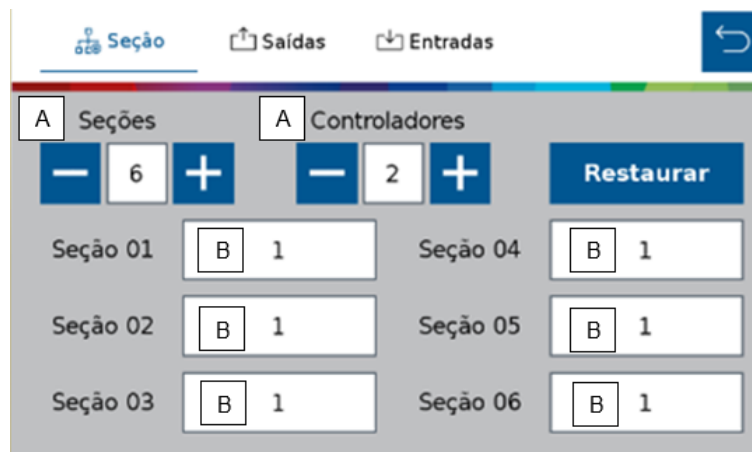 Seção Saídas Entradas
A Seções A Controladores
6 2 Restaurar
Seção 01 B 1 Seção 04 B 1
Seção 02 B 1 Seção 05 B 1
Seção 03 B 1 Seção 06 B 1